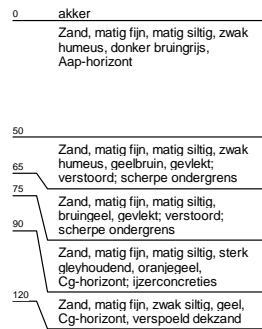 0 akker
Zand, matig fijn, matig siltig, zwak
humeus, donker bruingrijs,
Aap-horizont
50
Zand, matig fijn, matig siltig, zwak
humeus, geelbruin, gevlekt;
65
verstoord; scherpe ondergrens
75
Zand, matig fijn, matig siltig,
bruingeel, gevlekt; verstoord;
90
scherpe ondergrens
Zand, matig fijn, matig siltig, sterk
gleyhoudend, oranjegeel,
Cg-horizont; ijzerconcreties
120
Zand, matig fijn, zwak siltig, geel,
Cg-horizont, verspoeld dekzand